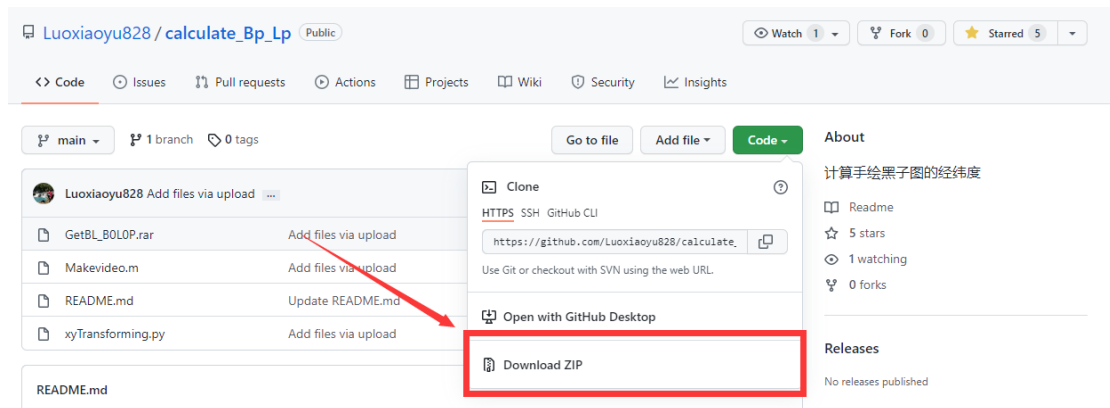 Luoxiaoyu828 / calculate_Bp_Lp Public
Watch 1 Fork 0 Starred 5
<> Code Issues Pull requests Actions Projects Wiki Security Insights
main 1 branch 0 tags Go to file Add file Code
About
计算手绘黑子图的经纬度
Readme
5 stars
1 watching
0 forks
Releases
No releases published
Luoxiaoyu828 Add files via upload ...
GetBL_B0L0P.rar Add files via upload
Makevideo.m Add files via upload
README.md Update README.md
xyTransforming.py Add files via upload
README.md
Clone
HTTPS SSH GitHub CLI
https://github.com/Luoxiaoyu828/calculate_
Use Git or checkout with SVN using the web URL.
Open with GitHub Desktop
Download ZIP